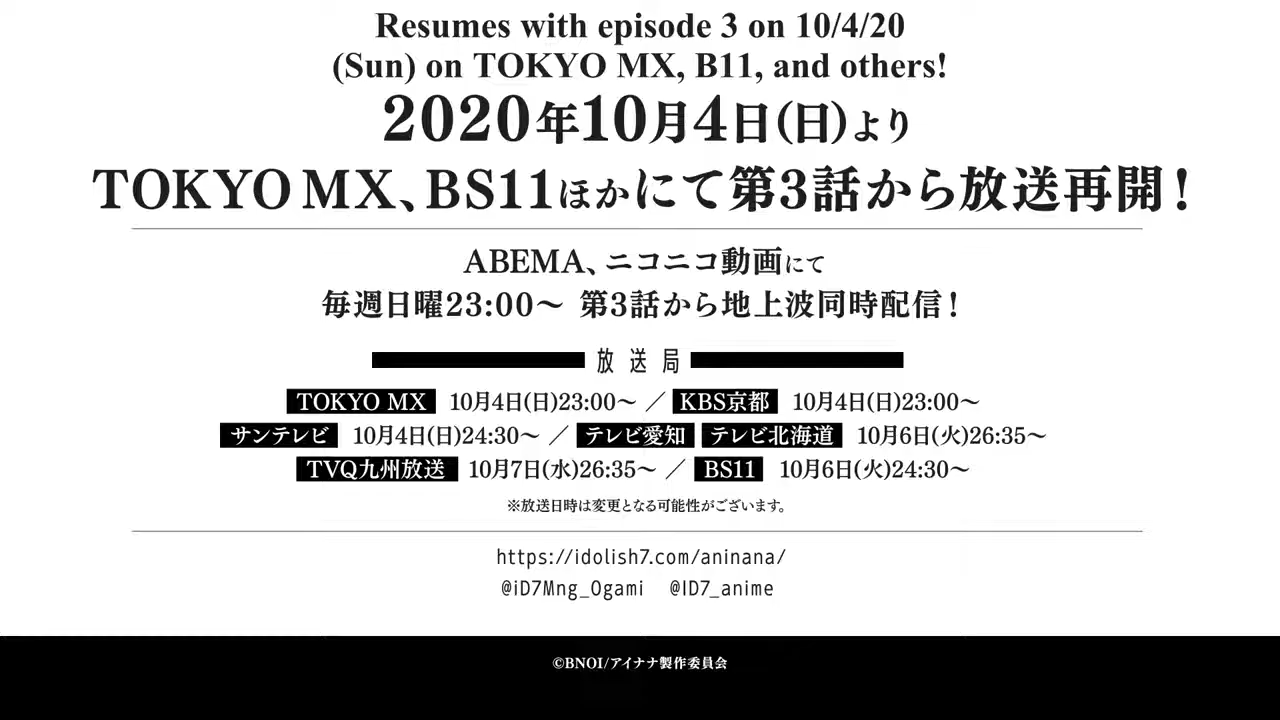 Resumes with episode 3 on 10/4/20
(Sun) on TOKYO MX, B11, and others!
2020年10月4日(日)より
TOKYO MX、BS11ほかにて第3話から放送再開！
ABEMA、ニコニコ動画にて
毎週日曜23:00～ 第3話から地上波同時配信！
放送局
TOKYO MX 10月4日(日)23:00～ ／ KBS京都 10月4日(日)23:00～
サンテレビ 10月4日(日)24:30～ ／ テレビ愛知 テレビ北海道 10月6日(火)26:35～
TVQ九州放送 10月7日(水)26:35～ ／ BS11 10月6日(火)24:30～
※放送日時は変更となる可能性がございます。
https://idolish7.com/aninana/
@iD7Mng_Ogami @ID7_anime
©BNOI/アイナナ製作委員会